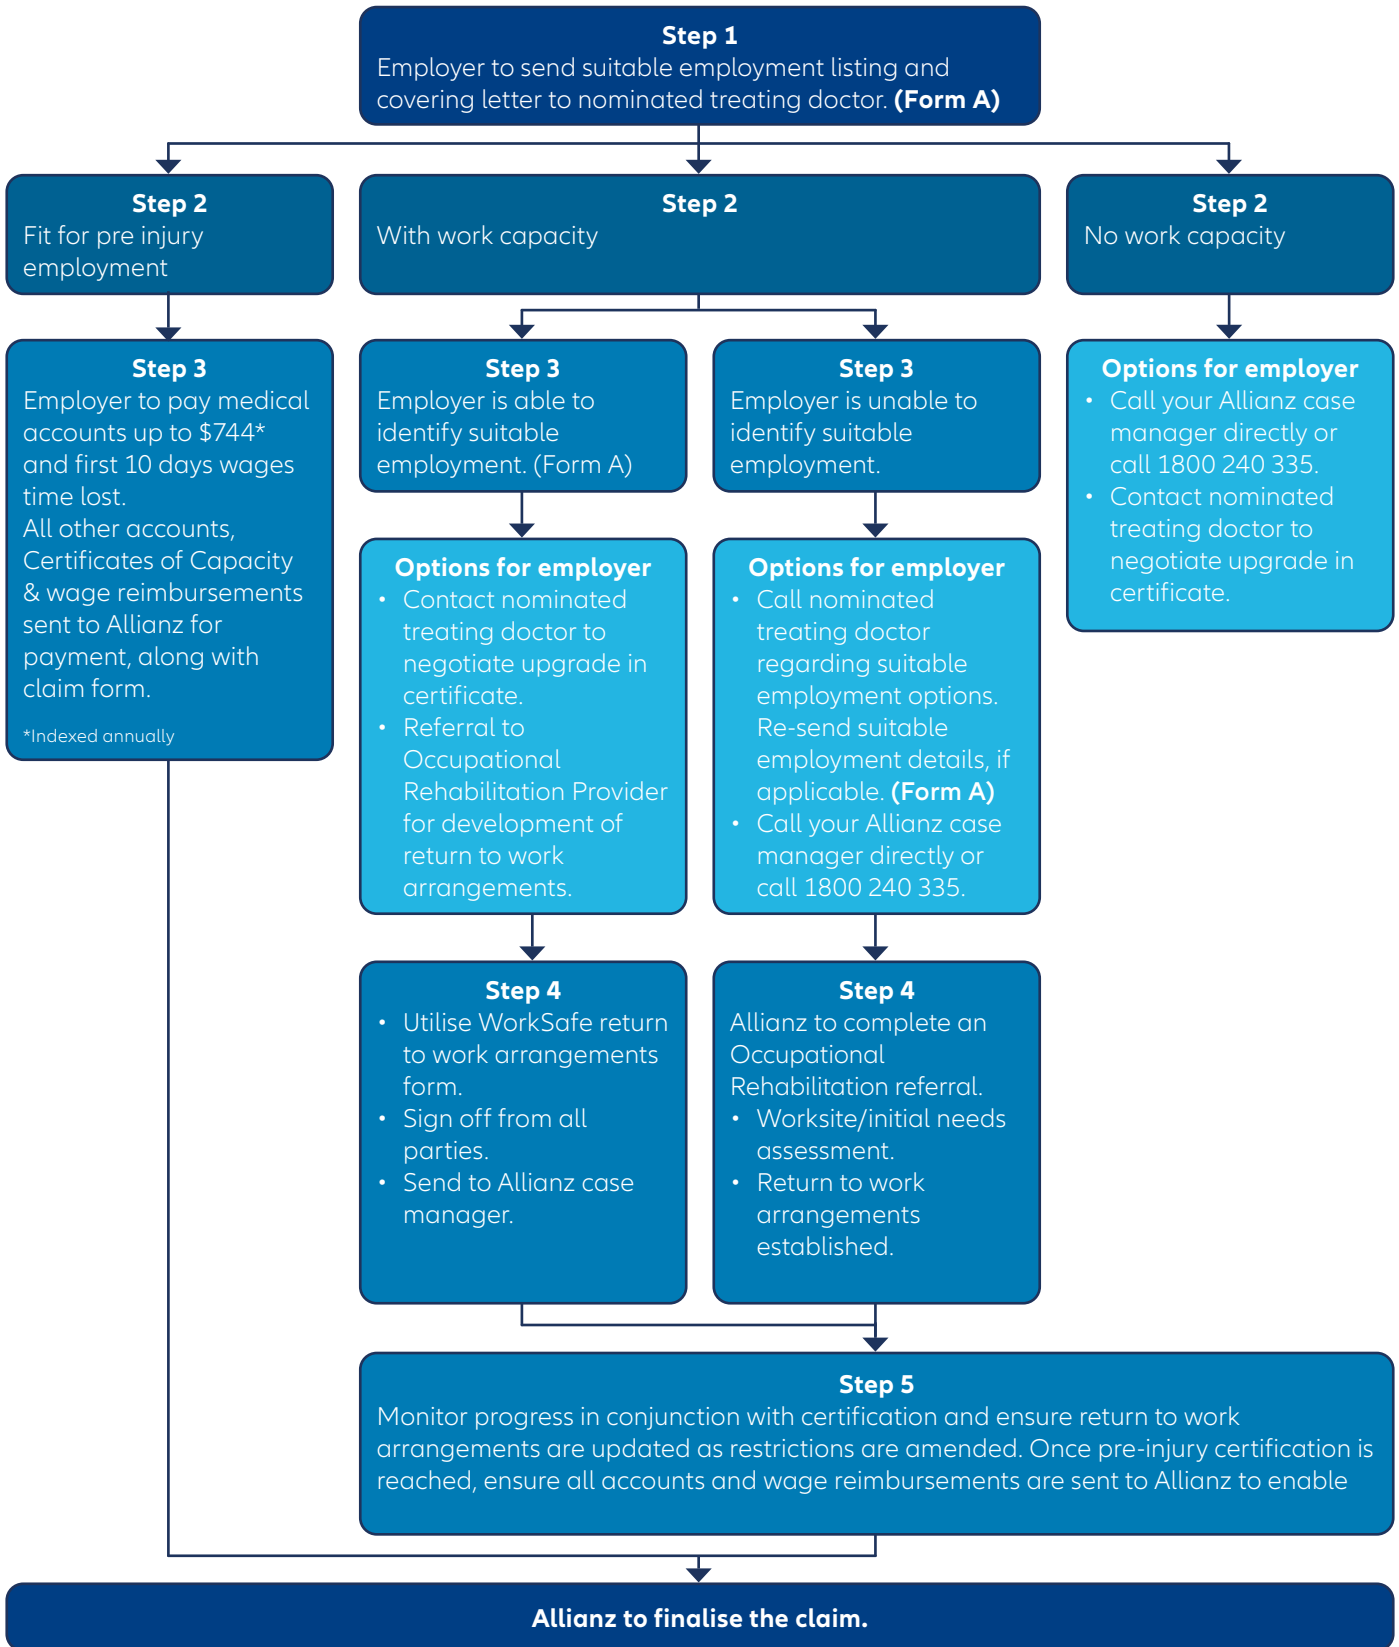 Step 1
Employer to send suitable employment listing and
covering letter to nominated treating doctor. (Form A)
Step 2
Fit for pre injury
employment
Step 2
With work capacity
Step 2
No work capacity
Step 3
Employer to pay medical
accounts up to $744*
and first 10 days wages
time lost.
All other accounts,
Certificates of Capacity
& wage reimbursements
sent to Allianz for
payment, along with
claim form.
*Indexed annually
Step 3
Employer is able to
identify suitable
employment. (Form A)
Step 3
Employer is unable to
identify suitable
employment.
Options for employer
• Call your Allianz case
manager directly or
call 1800 240 335.
• Contact nominated
treating doctor to
negotiate upgrade in
certificate.
Options for employer
• Contact nominated
treating doctor to
negotiate upgrade in
certificate.
• Referral to
Occupational
Rehabilitation Provider
for development of
return to work
arrangements.
Options for employer
• Call nominated
treating doctor
regarding suitable
employment options.
Re-send suitable
employment details, if
applicable. (Form A)
• Call your Allianz case
manager directly or
call 1800 240 335.
Step 4
• Utilise WorkSafe return
to work arrangements
form.
• Sign off from all
parties.
• Send to Allianz case
manager.
Step 4
Allianz to complete an
Occupational
Rehabilitation referral.
• Worksite/initial needs
assessment.
• Return to work
arrangements
established.
Step 5
Monitor progress in conjunction with certification and ensure return to work
arrangements are updated as restrictions are amended. Once pre-injury certification is
reached, ensure all accounts and wage reimbursements are sent to Allianz to enable
Allianz to finalise the claim.